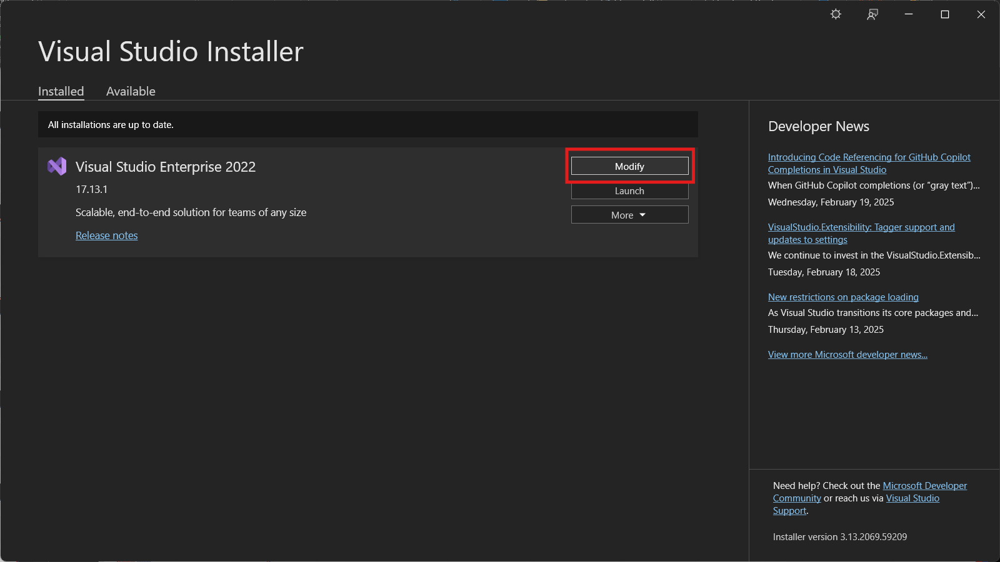 Visual Studio Installer
Installed
Available
All installations are up to date.
Visual Studio Enterprise 2022
17.13.1
Scalable, end-to-end solution for teams of any size
Release notes
Modify
Launch
More
Developer News
Introducing Code Referencing for GitHub Copilot
Completions in Visual Studio
When GitHub Copilot completions (or “gray text”)...
Wednesday, February 19, 2025
VisualStudio.Extensibility: Tagger support and
updates to settings
We continue to invest in the VisualStudio.Extensib...
Tuesday, February 18, 2025
New restrictions on package loading
As Visual Studio transitions its core packages and...
Thursday, February 13, 2025
View more Microsoft developer news...
Need help? Check out the Microsoft Developer
Community or reach us via Visual Studio
Support.
Installer version 3.13.2069.59209